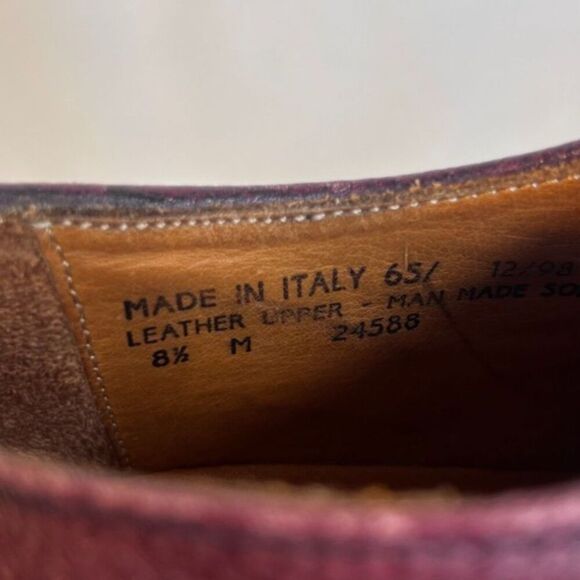 MADE IN ITALY 65/ 12/98
LEATHER UPPER - MAN MADE
8½ M 24588